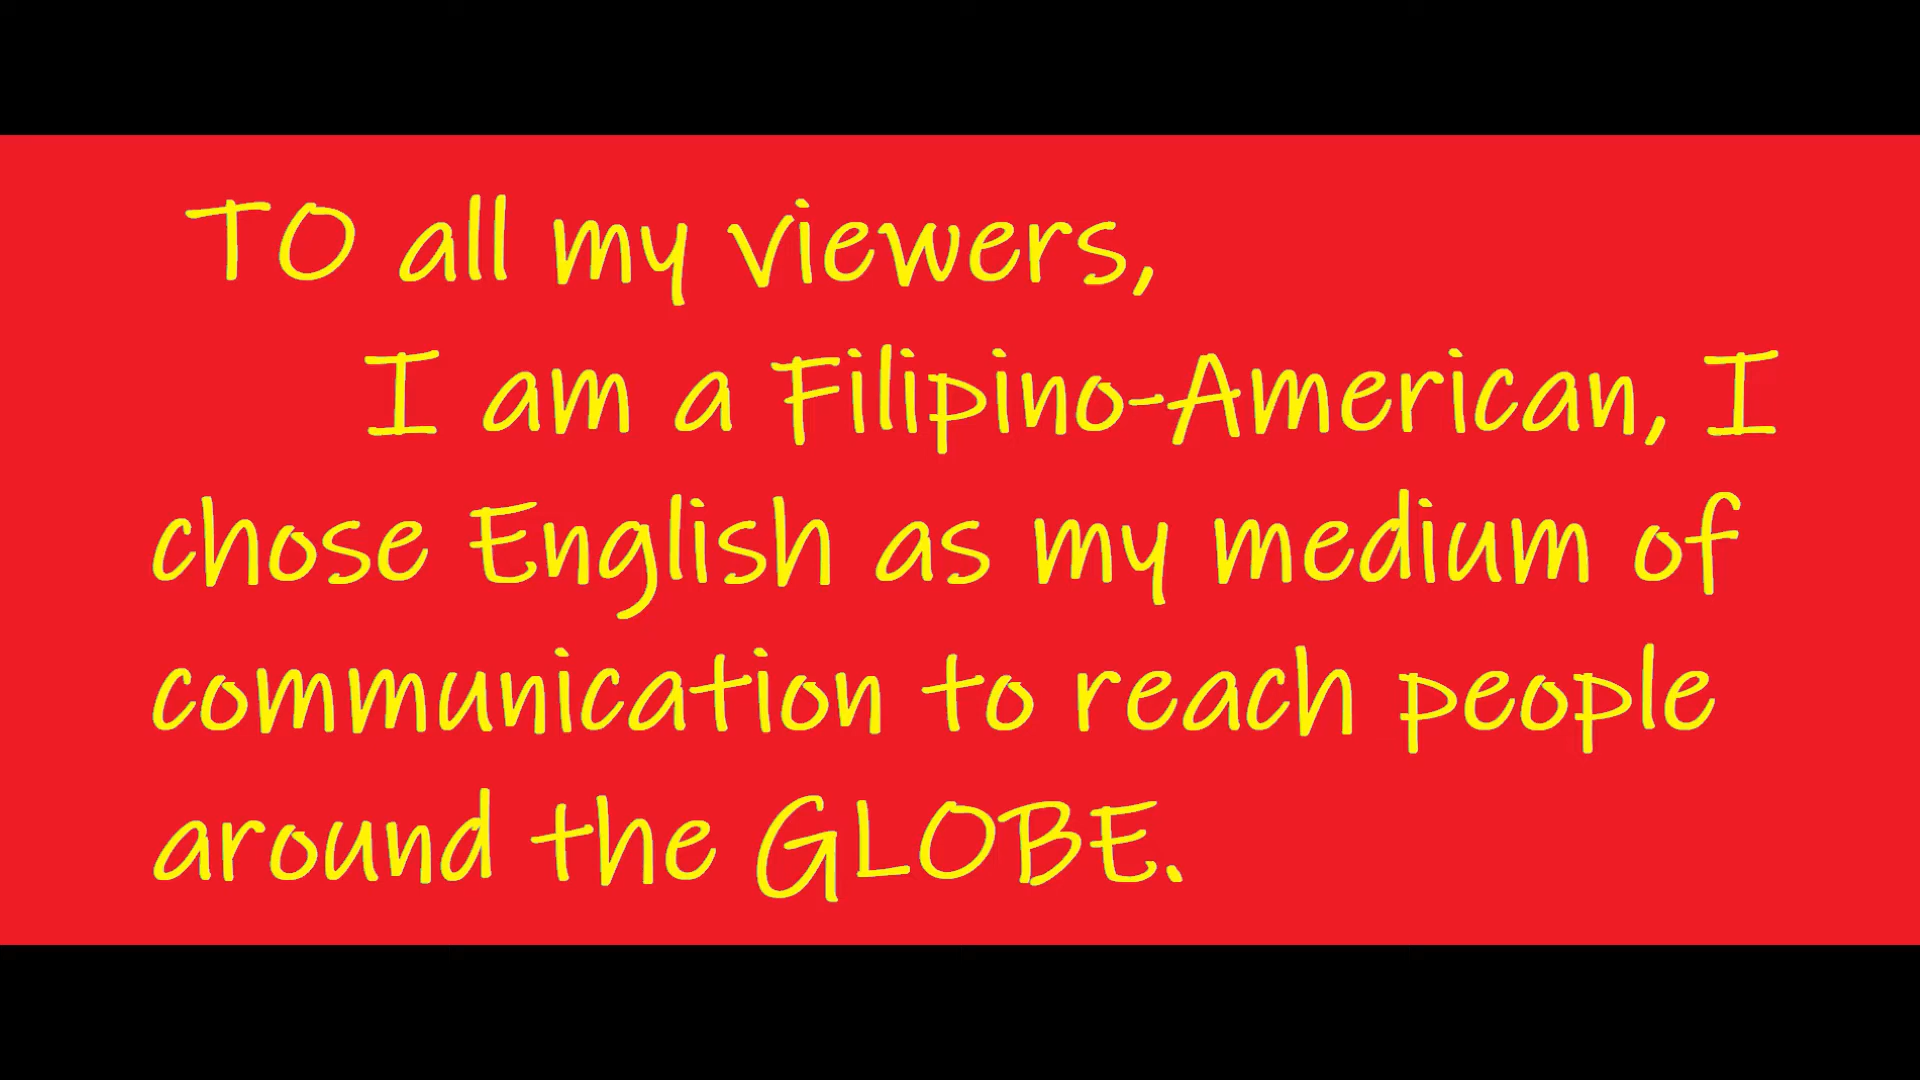 TO all my viewers,
I am a Filipino-American, I
chose English as my medium of
communication to reach people
around the GLOBE.